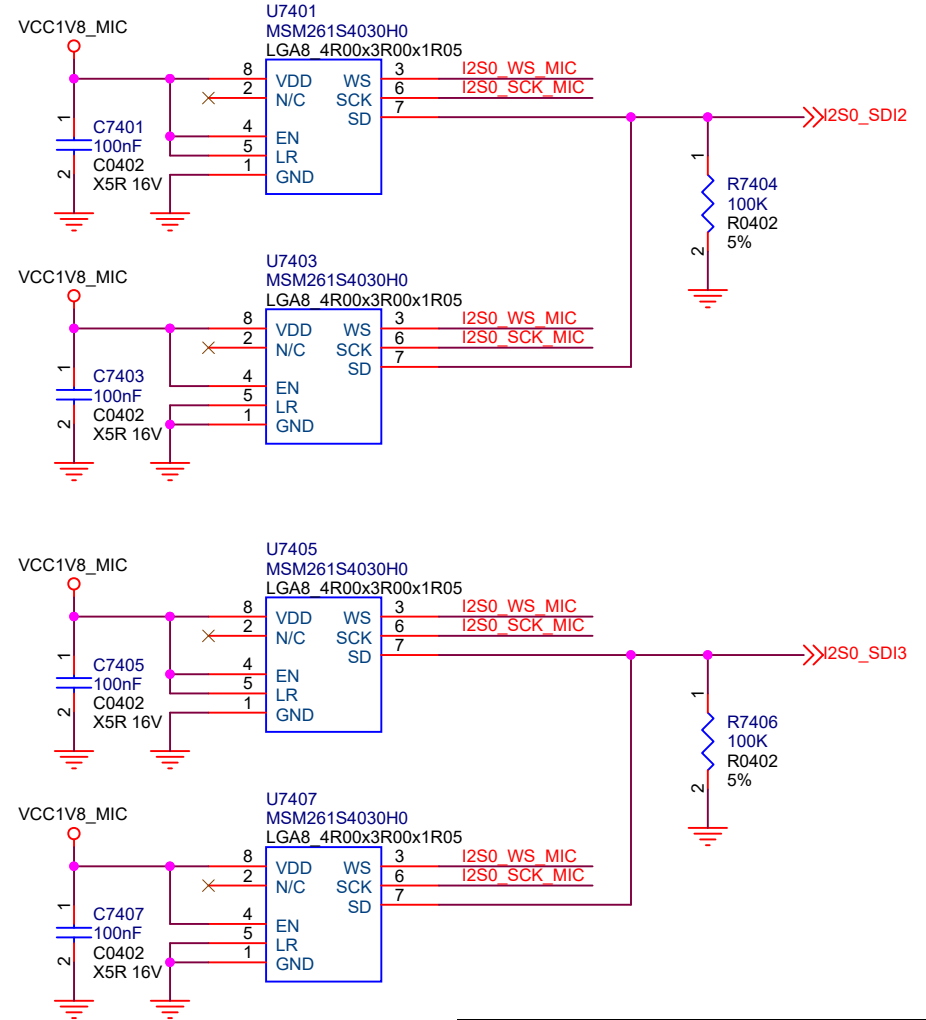 VCC1V8_MIC
U7401
MSM261S4030H0
LGA8_4R00x3R00x1R05
8 VDD WS 3 I2S0_WS_MIC
2 N/C SCK 6 I2S0_SCK_MIC
SD 7 I2S0_SDI2
4 EN
5 LR
1 GND
1
C7401
100nF
C0402
2
X5R 16V
1
R7404
100K
R0402
5%
2
VCC1V8_MIC
U7403
MSM261S4030H0
LGA8_4R00x3R00x1R05
8 VDD WS 3 I2S0_WS_MIC
2 N/C SCK 6 I2S0_SCK_MIC
SD 7
4 EN
5 LR
1 GND
1
C7403
100nF
C0402
2
X5R 16V
VCC1V8_MIC
U7405
MSM261S4030H0
LGA8_4R00x3R00x1R05
8 VDD WS 3 I2S0_WS_MIC
2 N/C SCK 6 I2S0_SCK_MIC
SD 7 I2S0_SDI3
4 EN
5 LR
1 GND
1
C7405
100nF
C0402
2
X5R 16V
1
R7406
100K
R0402
5%
2
VCC1V8_MIC
U7407
MSM261S4030H0
LGA8_4R00x3R00x1R05
8 VDD WS 3 I2S0_WS_MIC
2 N/C SCK 6 I2S0_SCK_MIC
SD 7
4 EN
5 LR
1 GND
1
C7407
100nF
C0402
2
X5R 16V